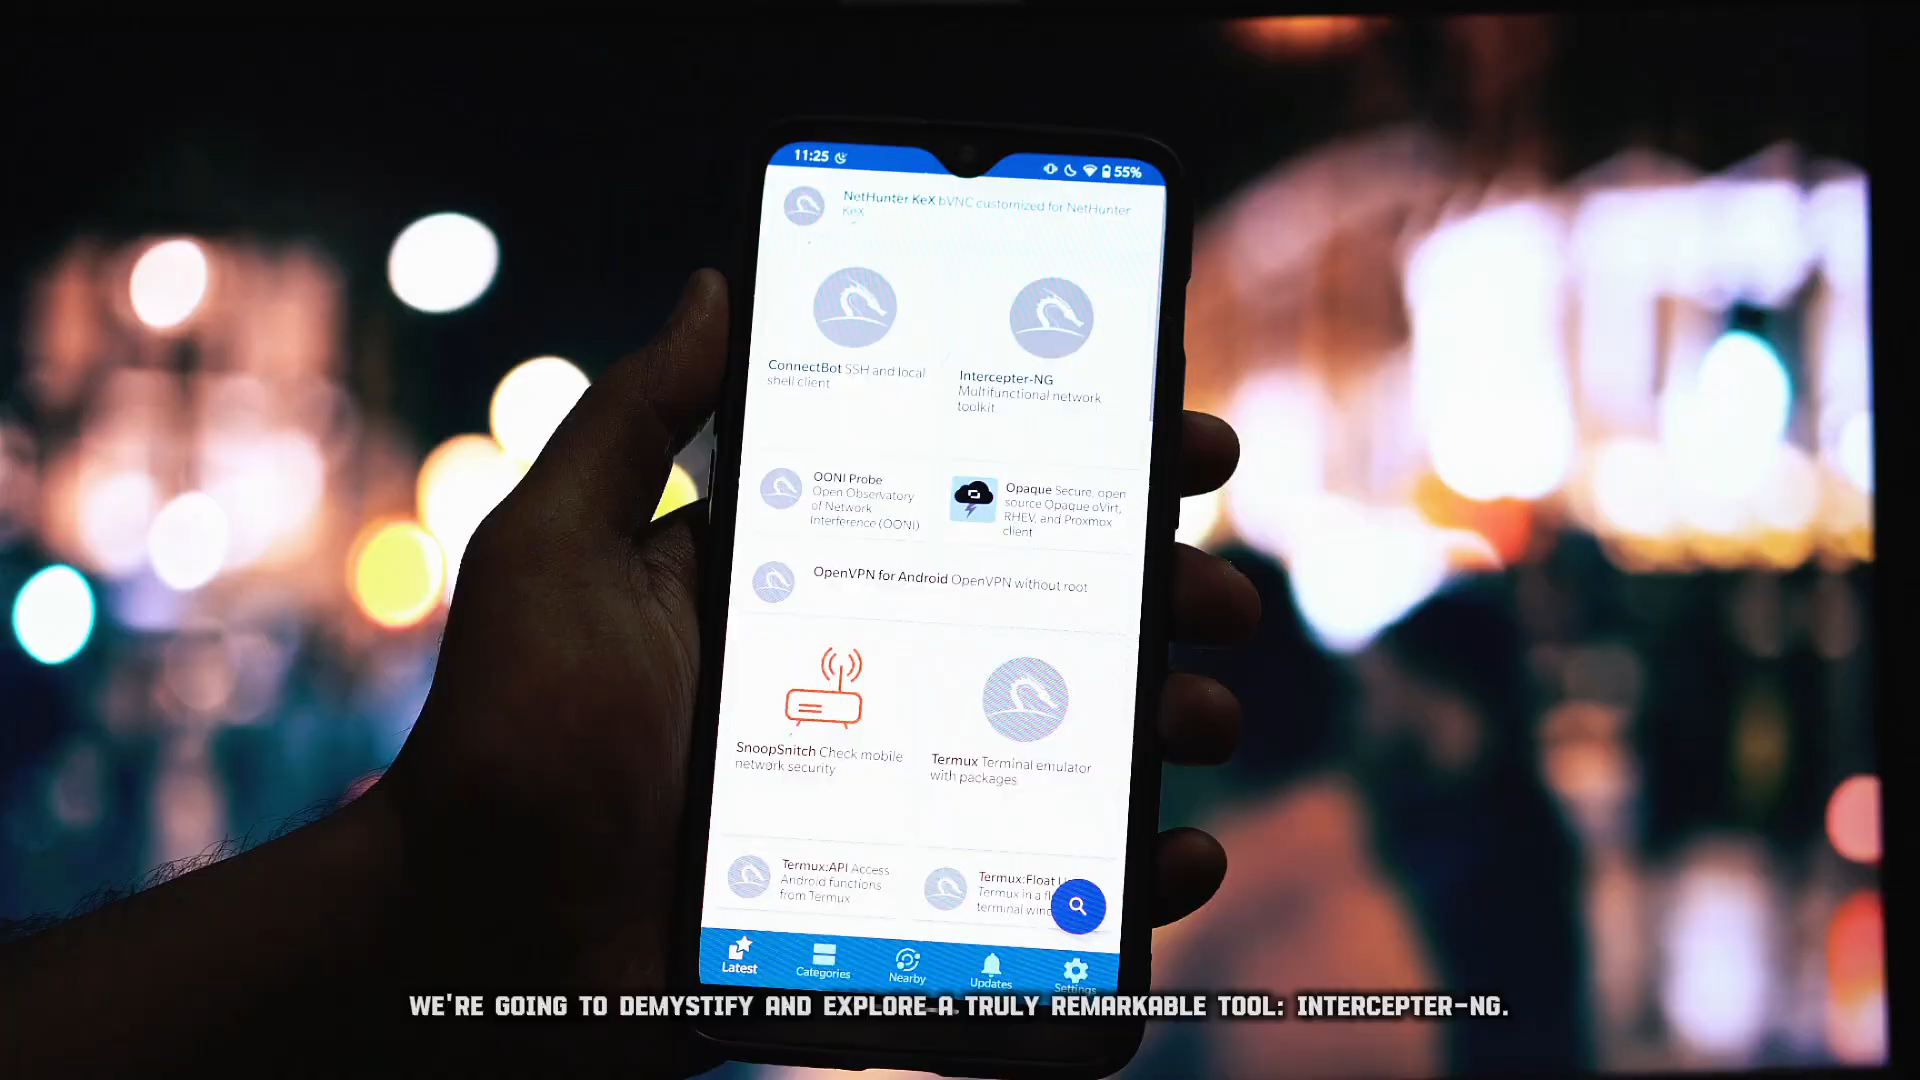 11:25
55%
NetHunter KeX bVNC customized for NetHunter
KeX
ConnectBot SSH and local
shell client
Intercepter-NG
Multifunctional network
toolkit
OONI Probe
Open Observatory
of Network
Interference (OONI)
Opaque Secure, open
source Opaque oVirt,
RHEV, and Proxmox
client
OpenVPN for Android OpenVPN without root
SnoopSnitch Check mobile
network security
Termux Terminal emulator
with packages
Termux:API Access
Android functions
from Termux
Termux:Float
Termux in a
terminal
Latest
Categories
Nearby
Updates
Settings
WE'RE GOING TO DEMYSTIFY AND EXPLORE A TRULY REMARKABLE TOOL: INTERCEPTER-NG.